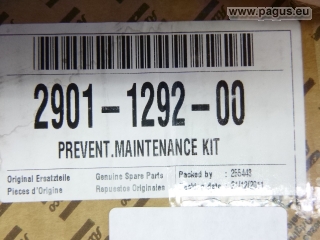 www.pagus.eu
2901-1292-00
PREVENT.MAINTENANCE KIT
Original Ersatzteile Genuine Spare Parts Packed by : 256443
Pieces d'Origine Repuestos Originales